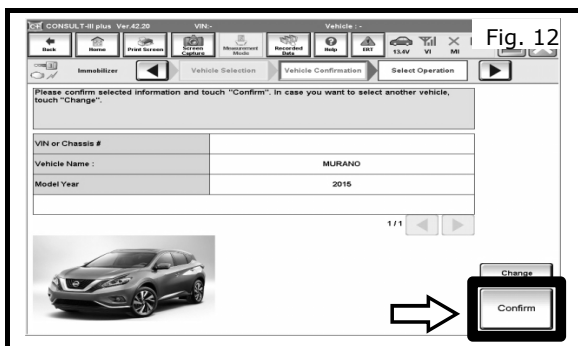 CONSULT-III plus Ver.42.20 VIN:- Vehicle : -
Fig. 12
Back Home Print Screen Screen Capture Measurement Mode Recorded Data Help ERT 13.4V VI MI
Immobilizer Vehicle Selection Vehicle Confirmation Select Operation
Please confirm selected information and touch "Confirm". In case you want to select another vehicle,
touch "Change".
VIN or Chassis #
Vehicle Name : MURANO
Model Year 2015
1/1
Change
Confirm